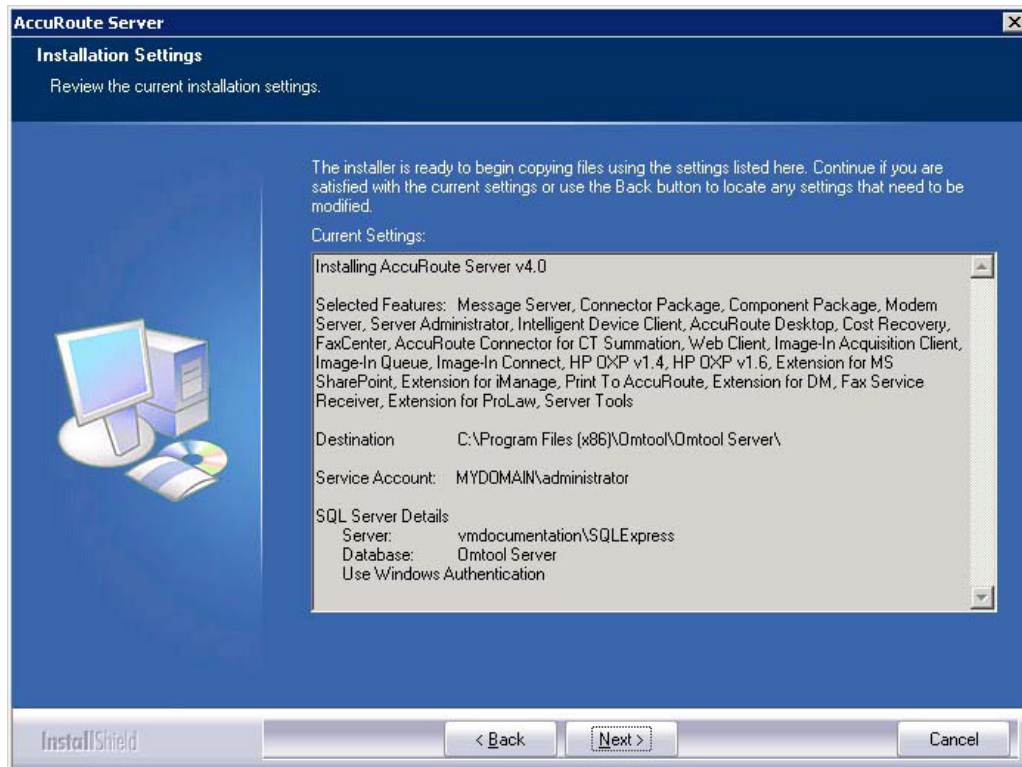 AccuRoute Server
Installation Settings
Review the current installation settings.
The installer is ready to begin copying files using the settings listed here. Continue if you are
satisfied with the current settings or use the Back button to locate any settings that need to be
modified.
Current Settings:
Installing AccuRoute Server v4.0
Selected Features: Message Server, Connector Package, Component Package, Modem
Server, Server Administrator, Intelligent Device Client, AccuRoute Desktop, Cost Recovery,
FaxCenter, AccuRoute Connector for CT Summation, Web Client, Image-In Acquisition Client,
Image-In Queue, Image-In Connect, HP OXP v1.4, HP OXP v1.6, Extension for MS
SharePoint, Extension for iManage, Print To AccuRoute, Extension for DM, Fax Service
Receiver, Extension for ProLaw, Server Tools
Destination C:\Program Files (x86)\Omtool\Omtool Server\
Service Account: MYDOMAIN\administrator
SQL Server Details
Server: vmdocumentation\SQLExpress
Database: Omtool Server
Use Windows Authentication
InstallShield
< Back
Next >
Cancel